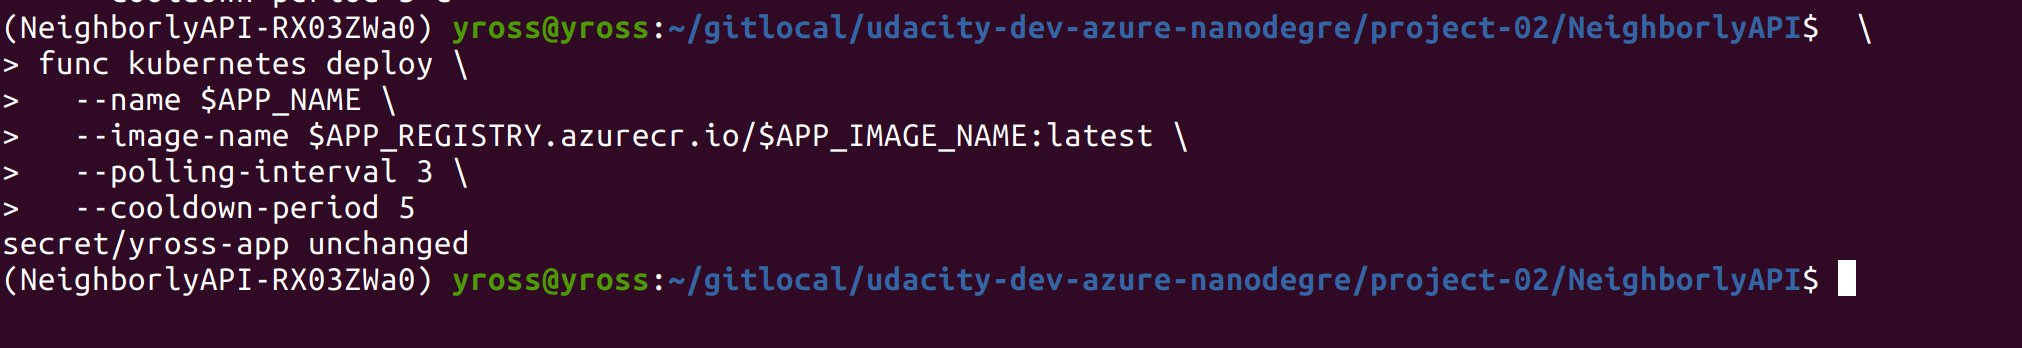 (NeighborlyAPI-RX03ZWa0) yross@yross:~/gitlocal/udacity-dev-azure-nanodegre/project-02/NeighborlyAPI$  \
> func kubernetes deploy \
>   --name $APP_NAME \
>   --image-name $APP_REGISTRY.azurecr.io/$APP_IMAGE_NAME:latest \
>   --polling-interval 3 \
>   --cooldown-period 5
secret/yross-app unchanged
(NeighborlyAPI-RX03ZWa0) yross@yross:~/gitlocal/udacity-dev-azure-nanodegre/project-02/NeighborlyAPI$